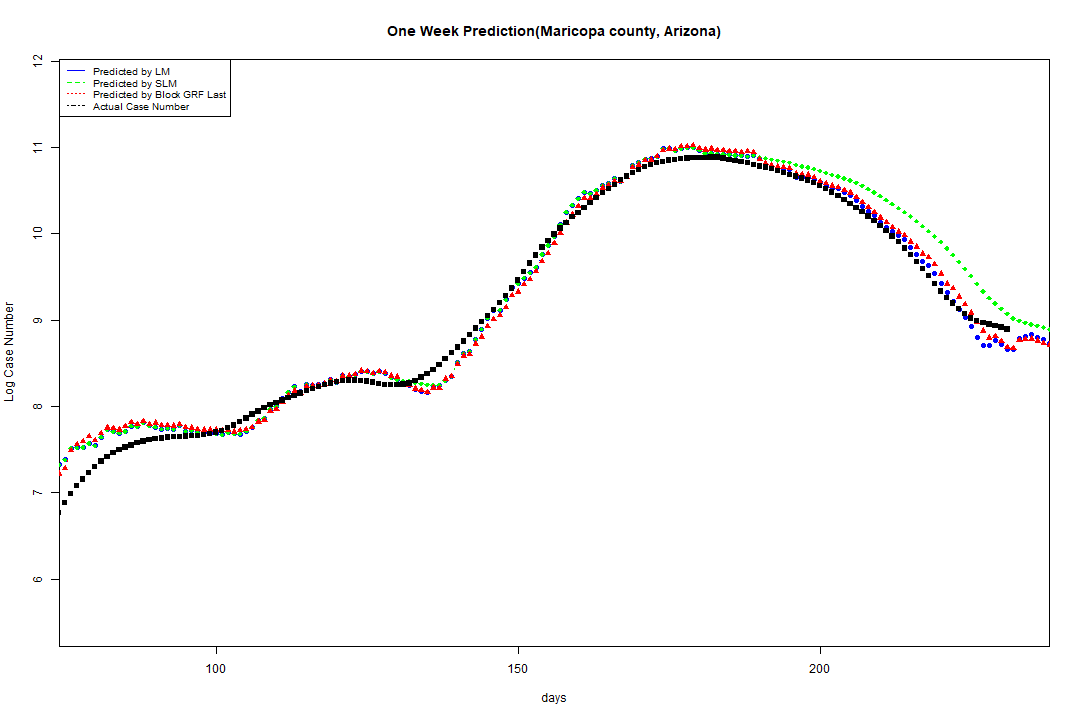 One Week Prediction(Maricopa county, Arizona)
Predicted by LM
Predicted by SLM
Predicted by Block GRF Last
Actual Case Number
12
11
10
9
8
7
6
Log Case Number
100
150
200
days